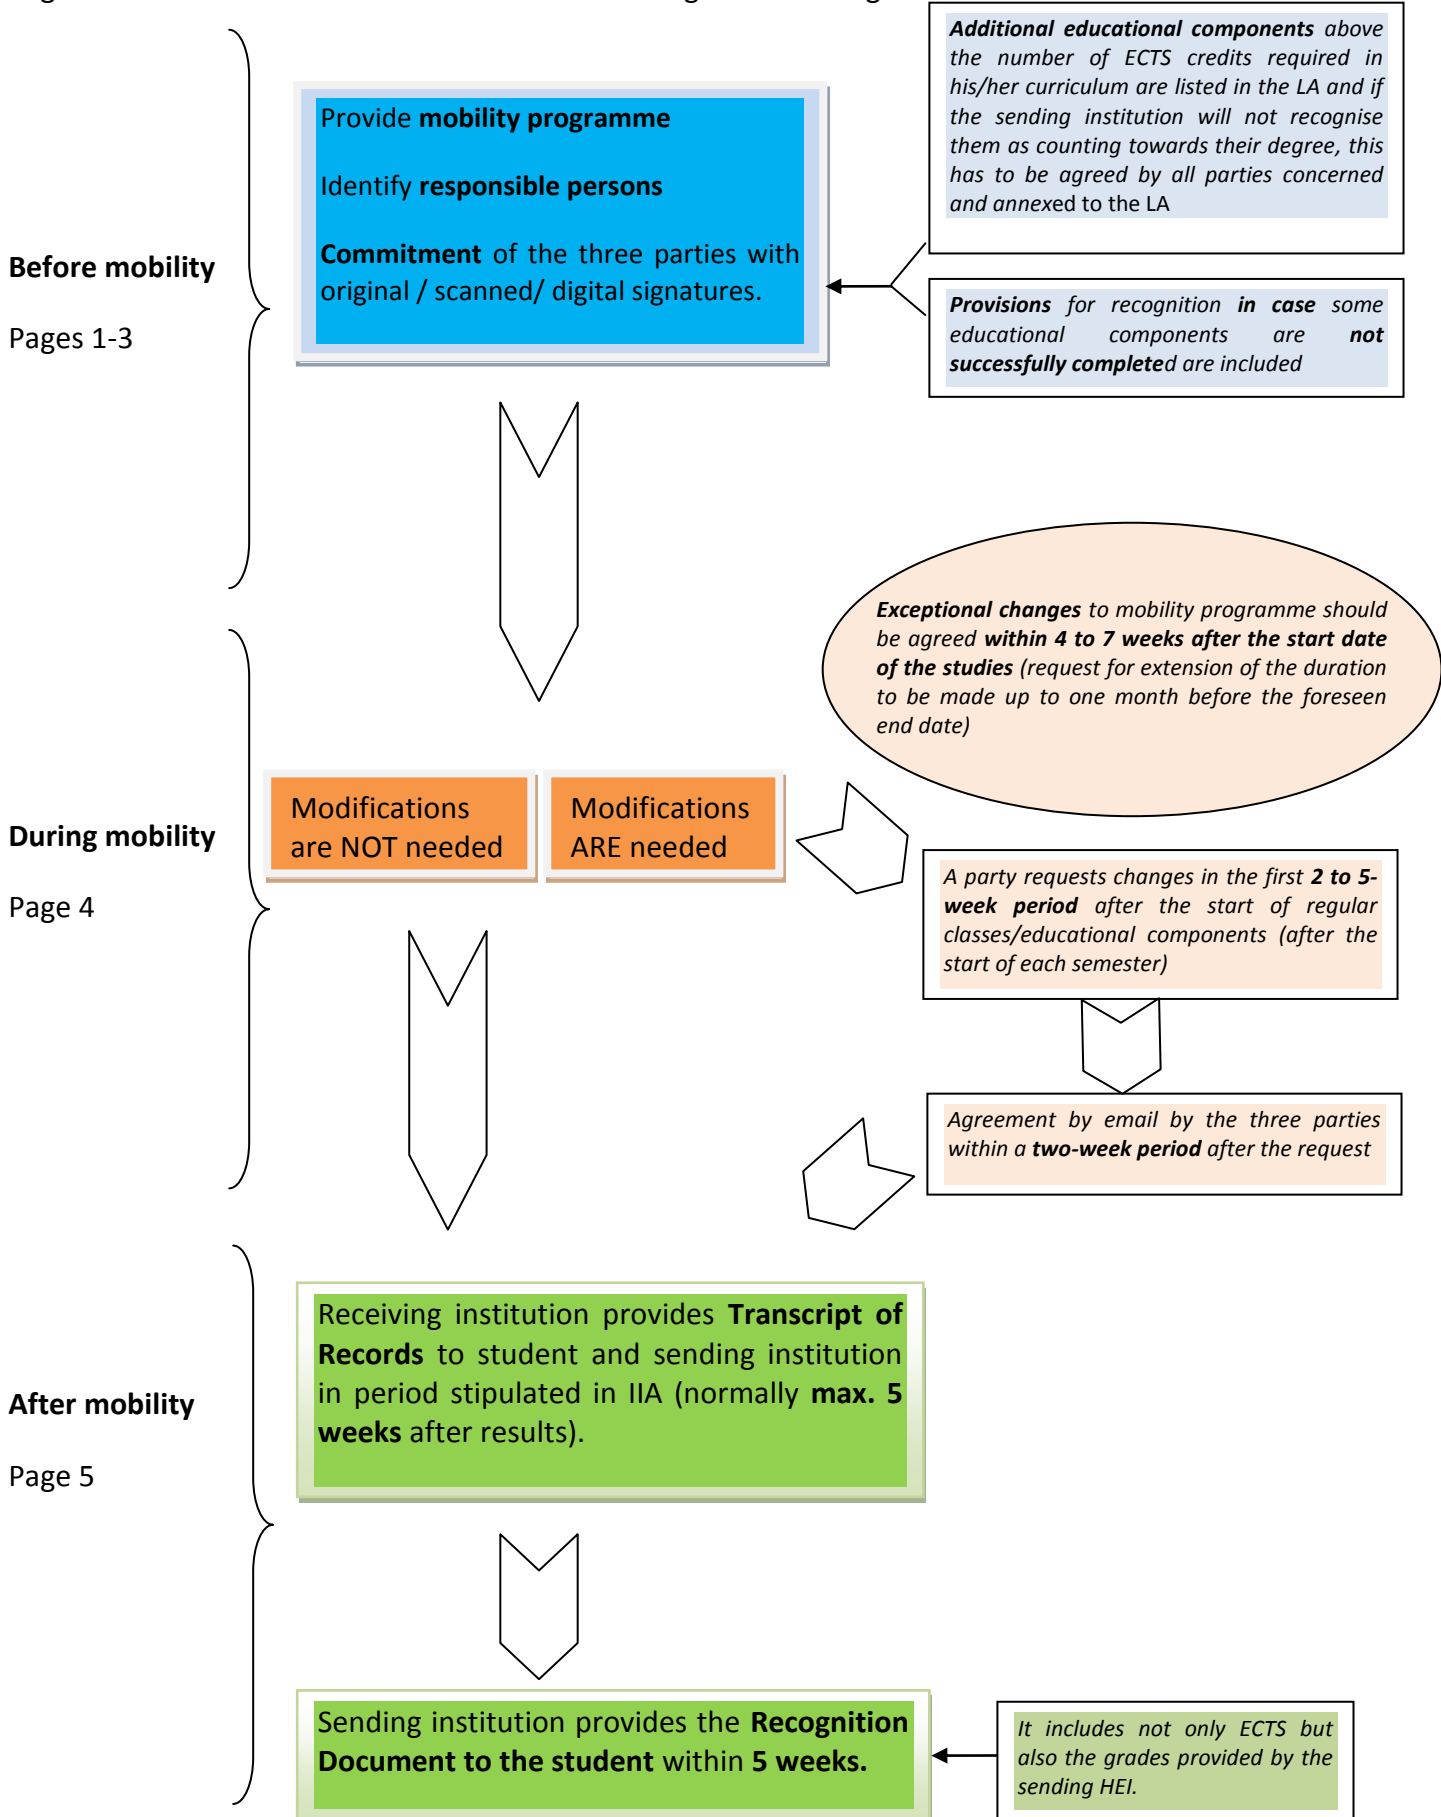 Additional educational components above
the number of ECTS credits required in
his/her curriculum are listed in the LA and if
the sending institution will not recognise
them as counting towards their degree, this
has to be agreed by all parties concerned
and annexed to the LA
Provide mobility programme
Identify responsible persons
Commitment of the three parties with
original / scanned/ digital signatures.
Before mobility
Pages 1-3
Provisions for recognition in case some
educational components are not
successfully completed are included
Exceptional changes to mobility programme should
be agreed within 4 to 7 weeks after the start date
of the studies (request for extension of the duration
to be made up to one month before the foreseen
end date)
During mobility
Page 4
Modifications
are NOT needed
Modifications
ARE needed
A party requests changes in the first 2 to 5-
week period after the start of regular
classes/educational components (after the
start of each semester)
Agreement by email by the three parties
within a two-week period after the request
After mobility
Page 5
Receiving institution provides Transcript of
Records to student and sending institution
in period stipulated in IIA (normally max. 5
weeks after results).
Sending institution provides the Recognition
Document to the student within 5 weeks.
It includes not only ECTS but
also the grades provided by the
sending HEI.